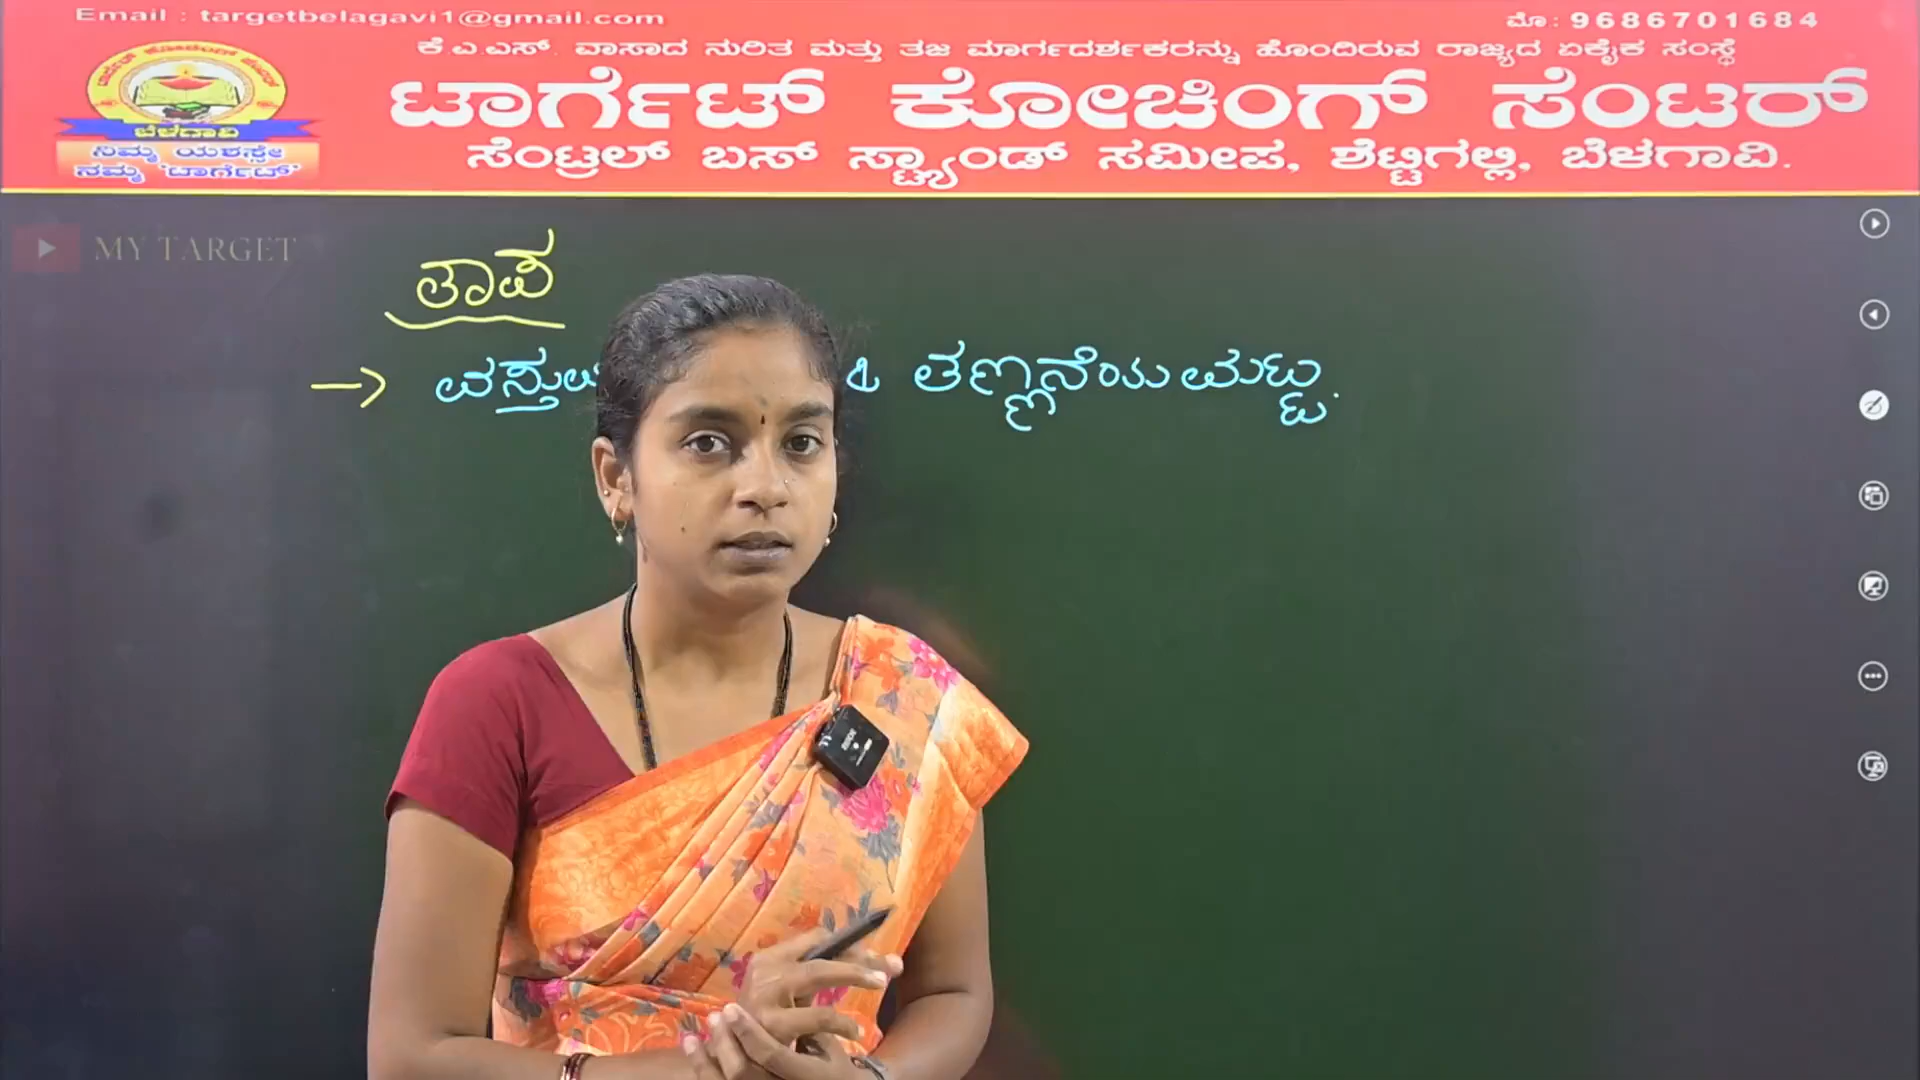 Email : targetbelagavi1@gmail.com
ಮೊ : 9686701684
ಕೆ.ಎ.ಎಸ್. ಪಾಸಾದ ನುರಿತ ಮತ್ತು ತಜ್ಞ ಮಾರ್ಗದರ್ಶಕರನ್ನು ಹೊಂದಿರುವ ರಾಜ್ಯದ ಏಕೈಕ ಸಂಸ್ಥೆ
ಟಾರ್ಗೆಟ್ ಕೋಚಿಂಗ್ ಸೆಂಟರ್
ಸೆಂಟ್ರಲ್ ಬಸ್ ಸ್ಟ್ಯಾಂಡ್ ಸಮೀಪ, ಶೆಟ್ಟಿಗಲ್ಲಿ, ಬೆಳಗಾವಿ.
ಬೆಳಗಾವಿ
ನಿಮ್ಮ ಯಶಸ್ಸೇ
ನಮ್ಮ 'ಟಾರ್ಗೆಟ್'
MY TARGET
ತಾಪ
→ & ತಣ್ಣನೆಯ ಮಟ್ಟ.